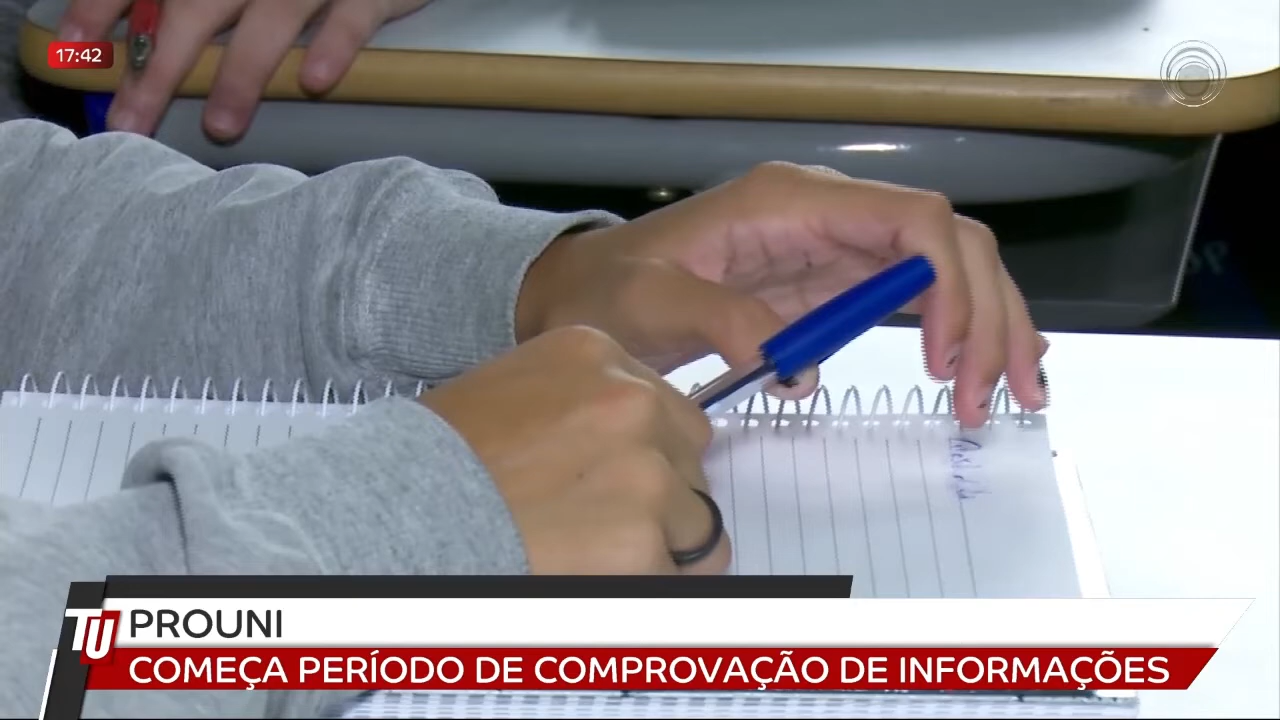 17:42
TU
PROUNI
COMEÇA PERÍODO DE COMPROVAÇÃO DE INFORMAÇÕES